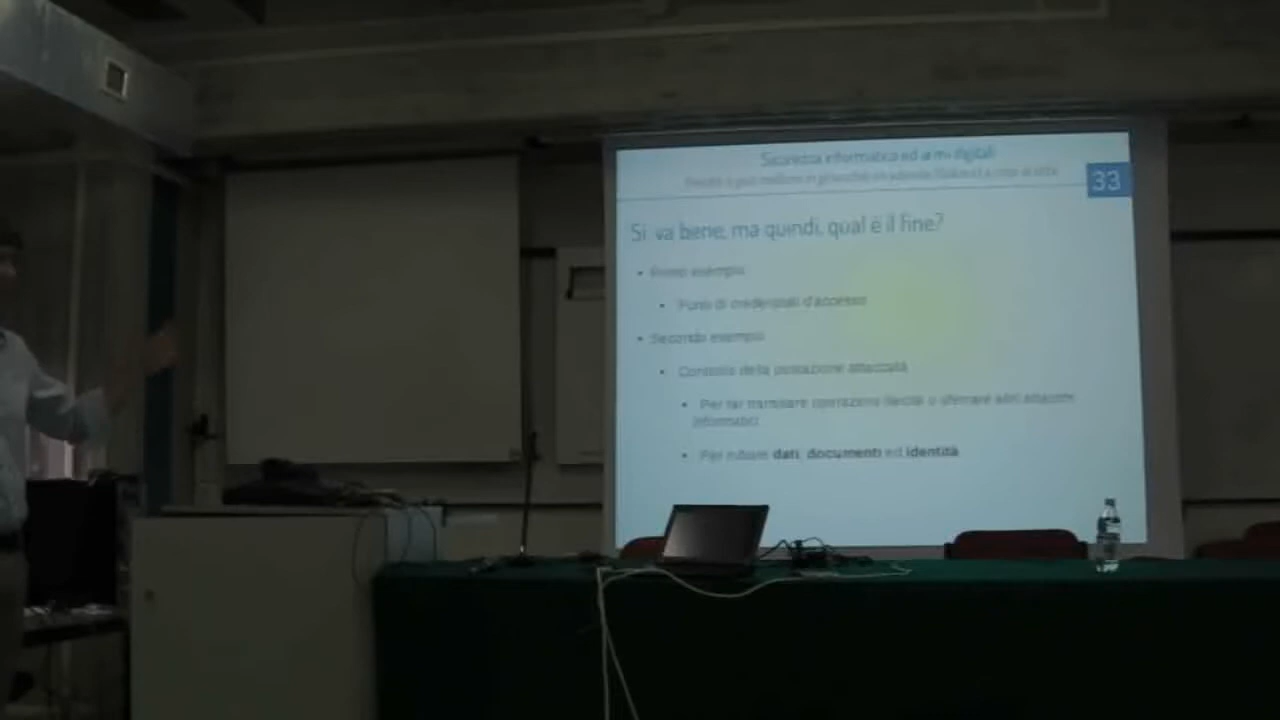 Sicurezza informatica ed armi digitali
33
Si va bene, ma quindi, qual è il fine?
• Primo esempio
• Furto di credenziali d'accesso
• Secondo esempio
• Controllo della postazione attaccata
• Per far transitare operazioni illecite o sferrare altri attacchi
informatici
• Per rubare dati, documenti ed identità